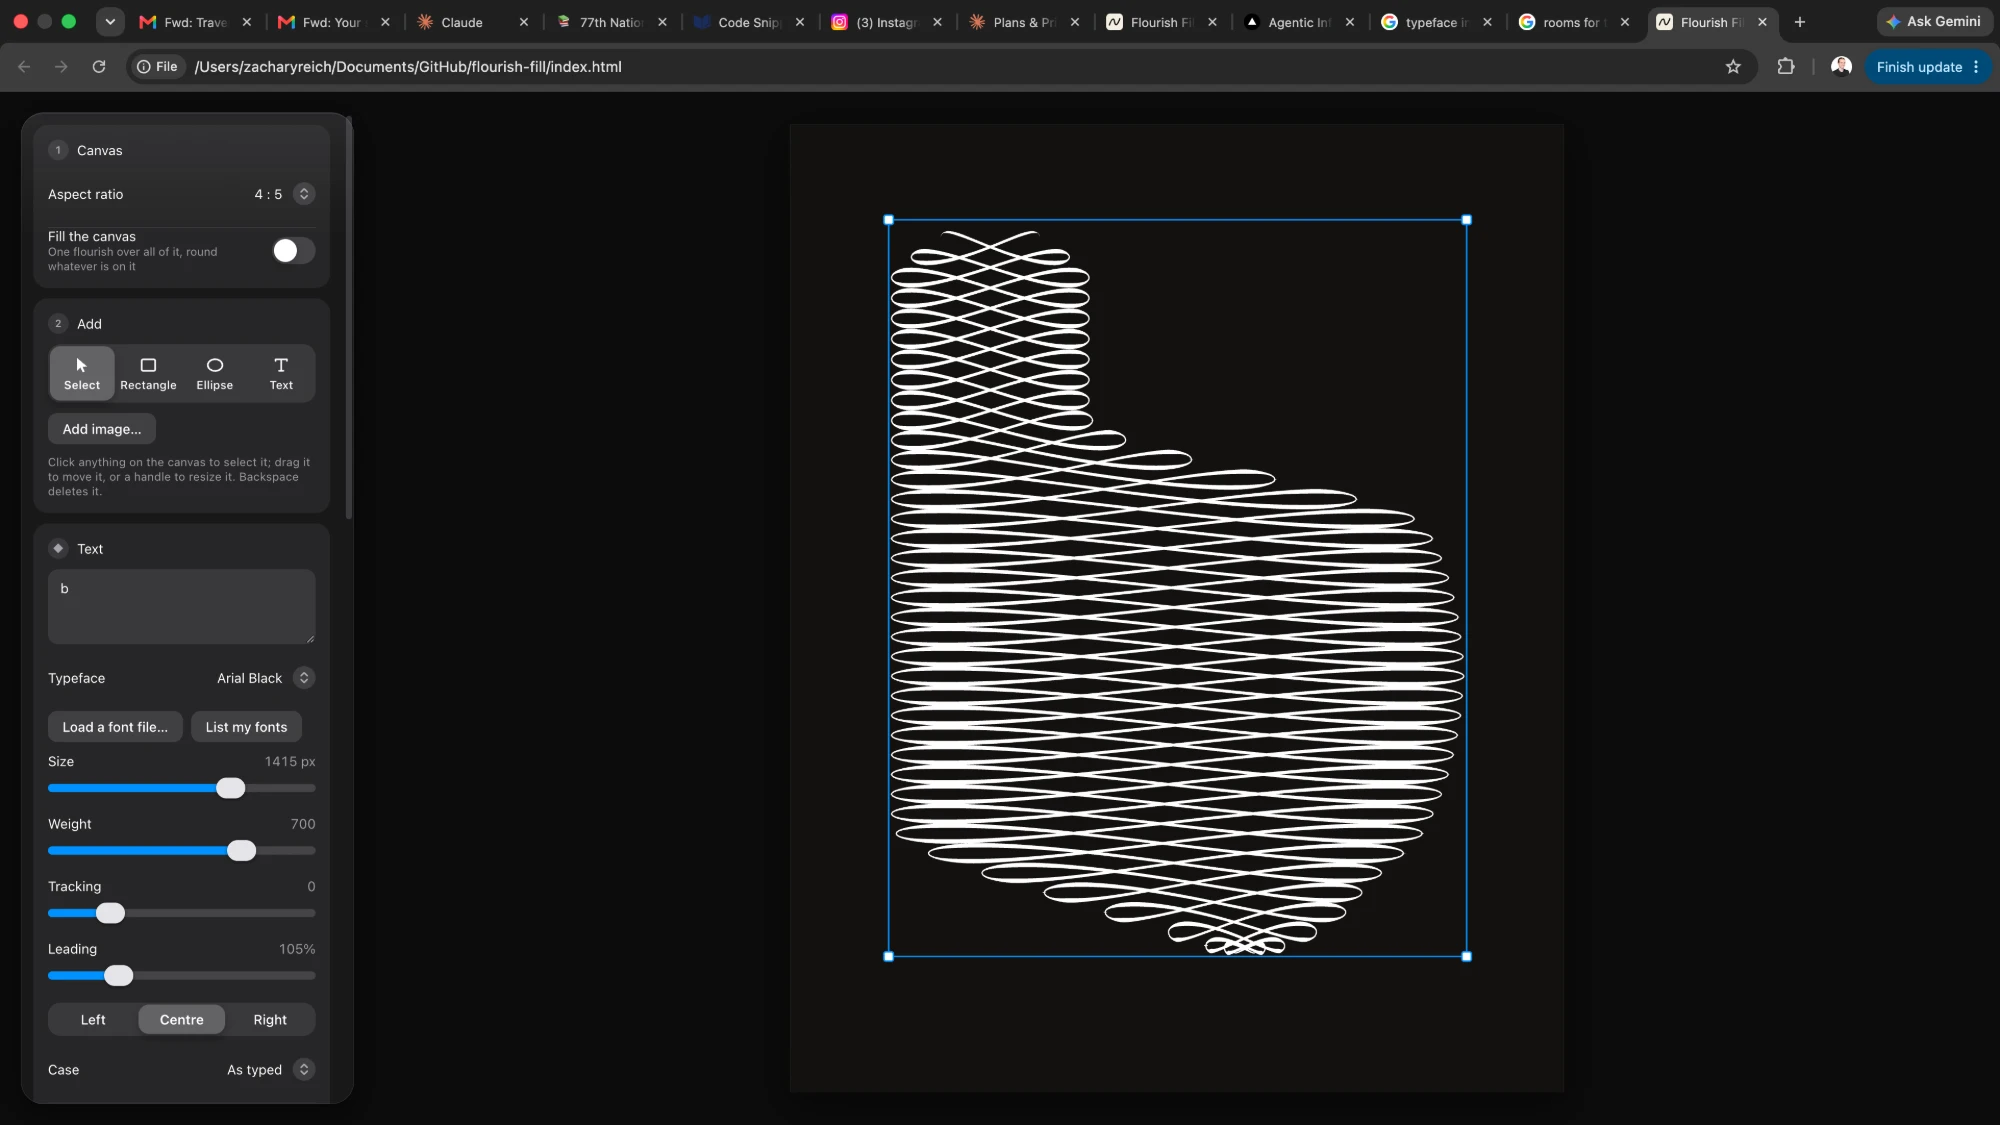 Fwd: Trave
Fwd: Your
Claude
77th Natio
Code Snip
(3) Instagr
Plans & Pri
Flourish Fil
Agentic Inf
typeface in
rooms for
Flourish Fil
Ask Gemini
File
/Users/zacharyreich/Documents/GitHub/flourish-fill/index.html
Finish update
1 Canvas
Aspect ratio 4 : 5
Fill the canvas
One flourish over all of it, round
whatever is on it
2 Add
Select Rectangle Ellipse T Text
Add image...
Click anything on the canvas to select it; drag it
to move it, or a handle to resize it. Backspace
deletes it.
Text
b
Typeface Arial Black
Load a font file... List my fonts
Size 1415 px
Weight 700
Tracking 0
Leading 105%
Left Centre Right
Case As typed